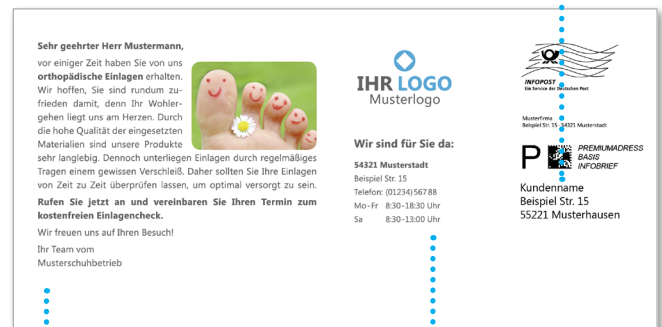 Sehr geehrter Herr Mustermann,
vor einiger Zeit haben Sie von uns
orthopädische Einlagen erhalten.
Wir hoffen, Sie sind rundum zu-
frieden damit, denn Ihr Wohler-
gehen liegt uns am Herzen. Durch
die hohe Qualität der eingesetzten
Materialien sind unsere Produkte
sehr langlebig. Dennoch unterliegen Einlagen durch regelmäßiges
Tragen einem gewissen Verschleiß. Daher sollten Sie Ihre Einlagen
von Zeit zu Zeit überprüfen lassen, um optimal versorgt zu sein.
Rufen Sie jetzt an und vereinbaren Sie Ihren Termin zum
kostenfreien Einlagencheck.
Wir freuen uns auf Ihren Besuch!
Ihr Team vom
Musterschuhbetrieb
IHR LOGO
Musterlogo
Wir sind für Sie da:
54321 Musterstadt
Beispiel Str. 15
Telefon: (01234) 567 88
Mo-Fr 8:30-18:30 Uhr
Sa 8:30-13:00 Uhr
INFOPOST
Ein Service der Deutschen Post
Musterfirma
Beispiel Str. 15 · 54321 Musterstadt
P
PREMIUMADRESS
BASIS
INFOBRIEF
Kundenname
Beispiel Str. 15
55221 Musterhausen